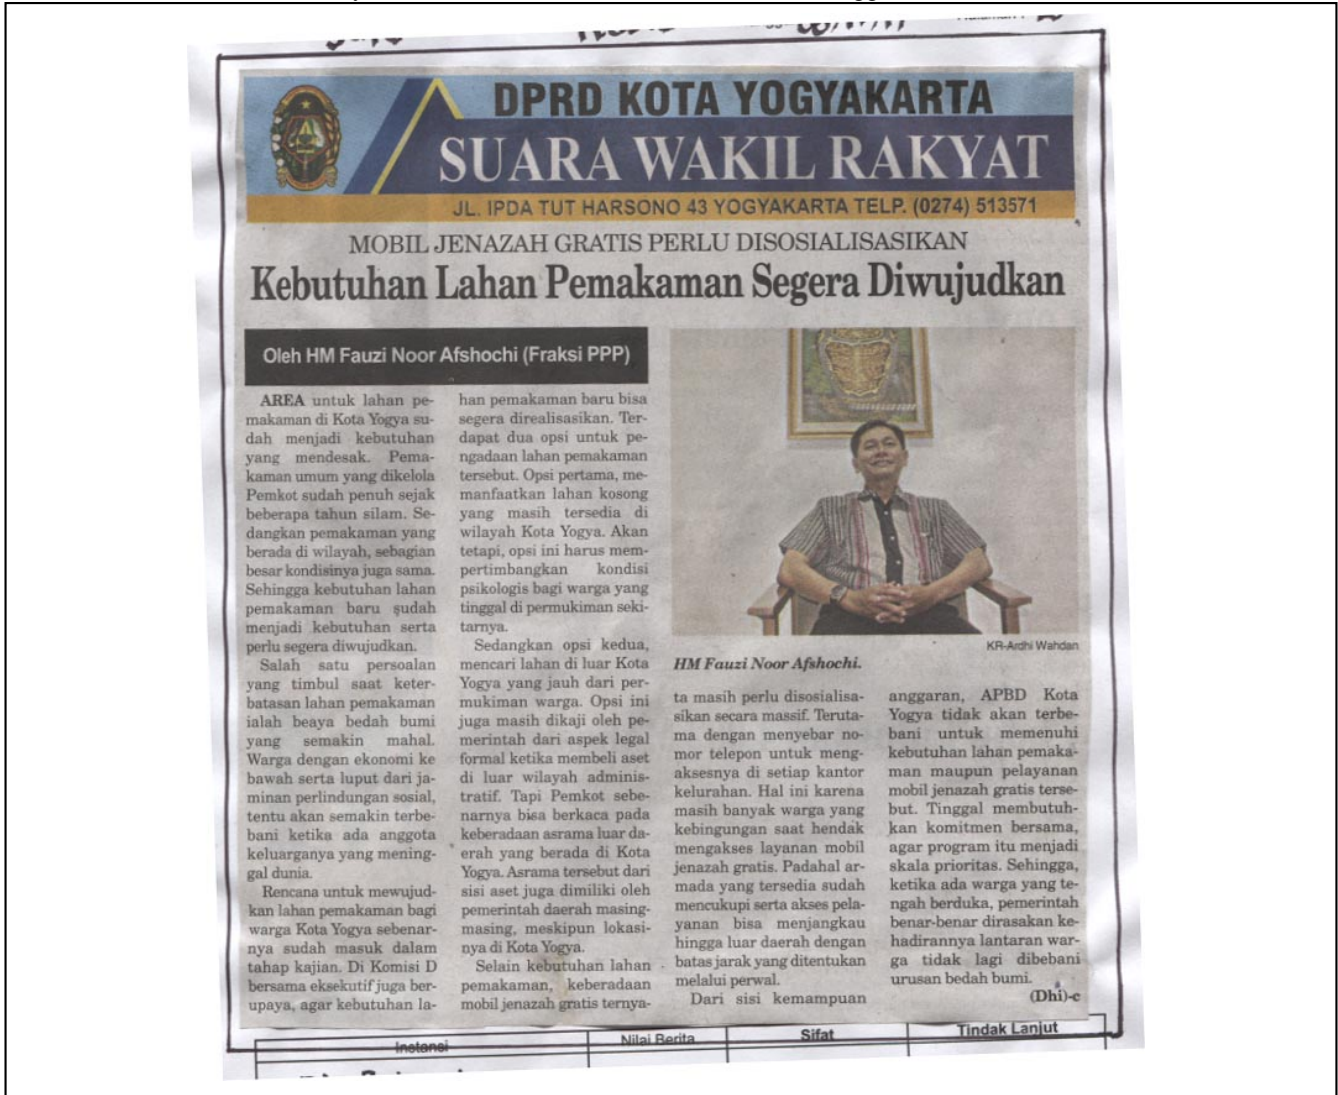 DPRD KOTA YOGYAKARTA
SUARA WAKIL RAKYAT
JL. IPDA TUT HARSONO 43 YOGYAKARTA TELP. (0274) 513571
MOBIL JENAZAH GRATIS PERLU DISOSIALISASIKAN
Kebutuhan Lahan Pemakaman Segera Diwujudkan
Oleh HM Fauzi Noor Afshochi (Fraksi PPP)
AREA untuk lahan pe-
makaman di Kota Yogya su-
dah menjadi kebutuhan
yang mendesak. Pema-
kaman umum yang dikelola
Pemkot sudah penuh sejak
beberapa tahun silam. Se-
dangkan pemakaman yang
berada di wilayah, sebagian
besar kondisinya juga sama.
Sehingga kebutuhan lahan
pemakaman baru sudah
menjadi kebutuhan serta
perlu segera diwujudkan.
Salah satu persoalan
yang timbul saat keter-
batasan lahan pemakaman
ialah beaya bedah bumi
yang semakin mahal.
Warga dengan ekonomi ke
bawah serta luput dari ja-
minan perlindungan sosial,
tentu akan semakin terbe-
bani ketika ada anggota
keluarganya yang mening-
gal dunia.
Rencana untuk mewujud-
kan lahan pemakaman bagi
warga Kota Yogya sebenar-
nya sudah masuk dalam
tahap kajian. Di Komisi D
bersama eksekutif juga ber-
upaya, agar kebutuhan la-
han pemakaman baru bisa
segera direalisasikan. Ter-
dapat dua opsi untuk pe-
ngadaan lahan pemakaman
tersebut. Opsi pertama, me-
manfaatkan lahan kosong
yang masih tersedia di
wilayah Kota Yogya. Akan
tetapi, opsi ini harus mem-
pertimbangkan kondisi
psikologis bagi warga yang
tinggal di permukiman seki-
tarnya.
Sedangkan opsi kedua,
mencari lahan di luar Kota
Yogya yang jauh dari per-
mukiman warga. Opsi ini
juga masih dikaji oleh pe-
merintah dari aspek legal
formal ketika membeli aset
di luar wilayah adminis-
tratif. Tapi Pemkot sebe-
narnya bisa berkaca pada
keberadaan asrama luar da-
erah yang berada di Kota
Yogya. Asrama tersebut dari
sisi aset juga dimiliki oleh
pemerintah daerah masing-
masing, meskipun lokasi-
nya di Kota Yogya.
Selain kebutuhan lahan
pemakaman, keberadaan
mobil jenazah gratis ternya-
KR-Ardhi Wahdan
HM Fauzi Noor Afshochi.
ta masih perlu disosialisa-
sikan secara massif. Teruta-
ma dengan menyebar no-
mor telepon untuk meng-
aksesnya di setiap kantor
kelurahan. Hal ini karena
masih banyak warga yang
kebingungan saat hendak
mengakses layanan mobil
jenazah gratis. Padahal ar-
mada yang tersedia sudah
mencukupi serta akses pela-
yanan bisa menjangkau
hingga luar daerah dengan
batas jarak yang ditentukan
melalui perwal.
Dari sisi kemampuan
anggaran, APBD Kota
Yogya tidak akan terbe-
bani untuk memenuhi
kebutuhan lahan pemaka-
man maupun pelayanan
mobil jenazah gratis terse-
but. Tinggal membutuh-
kan komitmen bersama,
agar program itu menjadi
skala prioritas. Sehingga,
ketika ada warga yang te-
ngah berduka, pemerintah
benar-benar dirasakan ke-
hadirannya lantaran war-
ga tidak lagi dibebani
urusan bedah bumi.
(Dhi)-c
Instansi Nilai Berita Sifat Tindak Lanjut